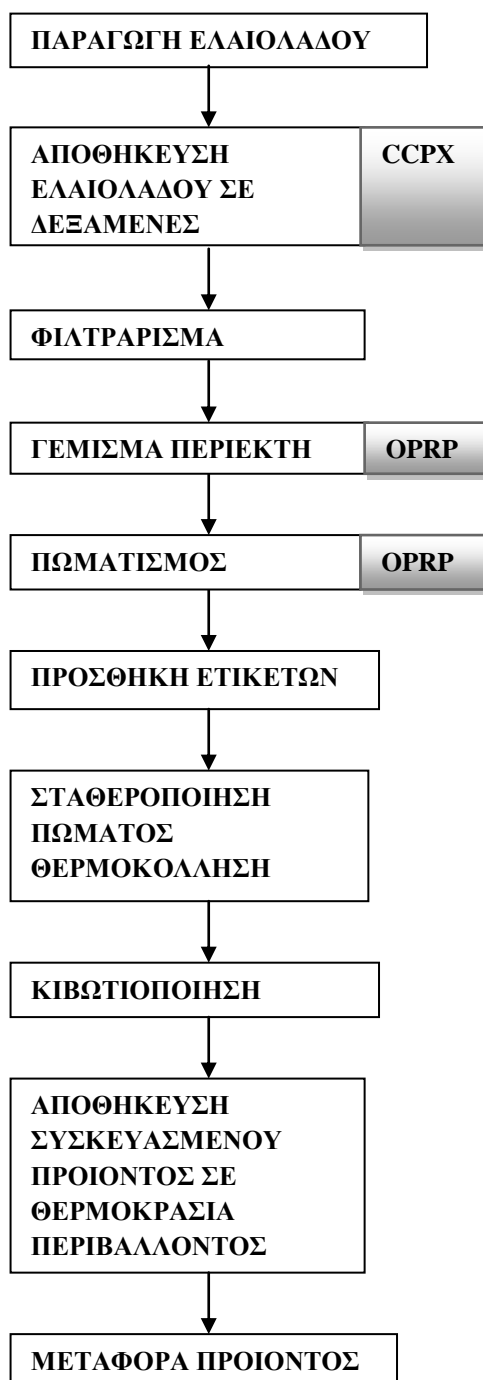 ΠΑΡΑΓΩΓΗ ΕΛΑΙΟΛΑΔΟΥ
ΑΠΟΘΗΚΕΥΣΗ
ΕΛΑΙΟΛΑΔΟΥ ΣΕ
ΔΕΞΑΜΕΝΕΣ
CCPX
ΦΙΛΤΡΑΡΙΣΜΑ
ΓΕΜΙΣΜΑ ΠΕΡΙΕΚΤΗ
OPRP
ΠΩΜΑΤΙΣΜΟΣ
OPRP
ΠΡΟΣΘΗΚΗ ΕΤΙΚΕΤΩΝ
ΣΤΑΘΕΡΟΠΟΙΗΣΗ
ΠΩΜΑΤΟΣ
ΘΕΡΜΟΚΟΛΛΗΣΗ
ΚΙΒΩΤΙΟΠΟΙΗΣΗ
ΑΠΟΘΗΚΕΥΣΗ
ΣΥΣΚΕΥΑΣΜΕΝΟΥ
ΠΡΟΙΟΝΤΟΣ ΣΕ
ΘΕΡΜΟΚΡΑΣΙΑ
ΠΕΡΙΒΑΛΛΟΝΤΟΣ
ΜΕΤΑΦΟΡΑ ΠΡΟΙΟΝΤΟΣ